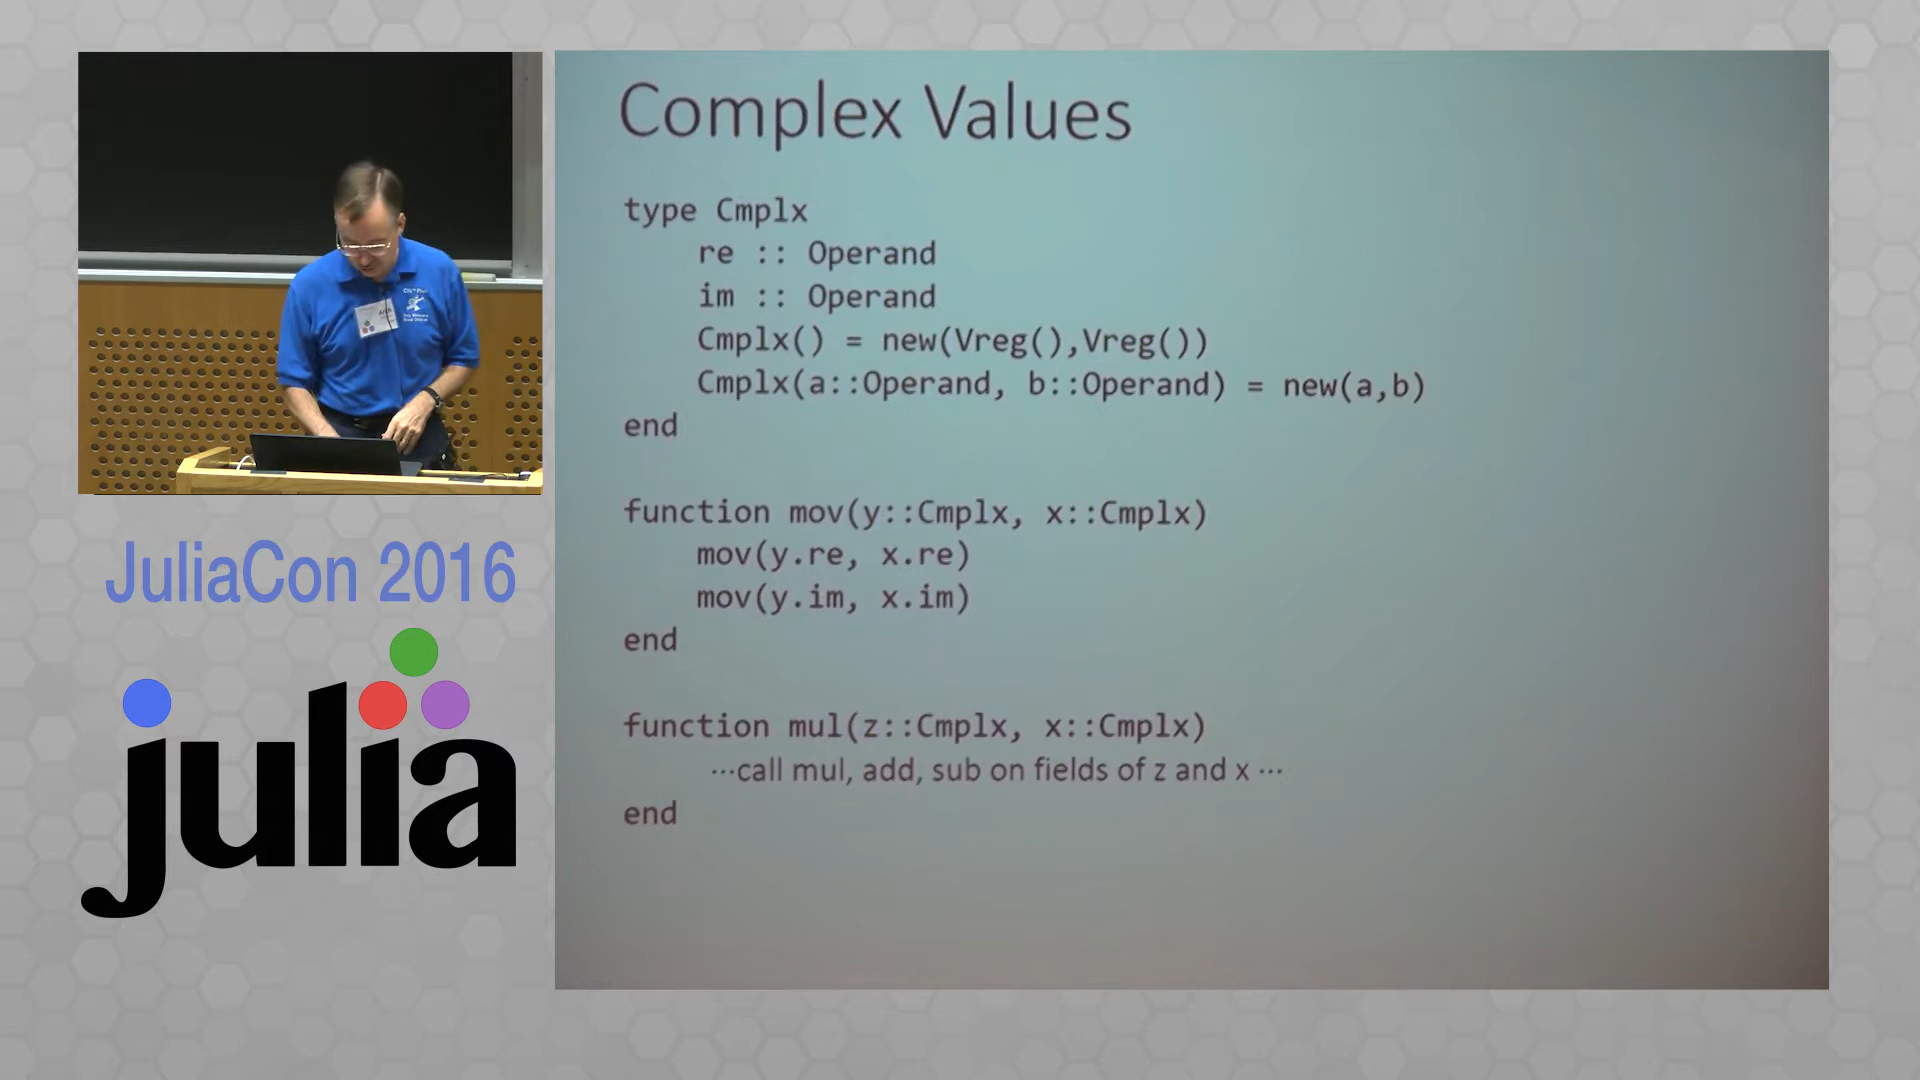 Complex Values
type Cmplx
re :: Operand
im :: Operand
Cmplx() = new(Vreg(),Vreg())
Cmplx(a::Operand, b::Operand) = new(a,b)
end
function mov(y::Cmplx, x::Cmplx)
mov(y.re, x.re)
mov(y.im, x.im)
end
function mul(z::Cmplx, x::Cmplx)
⋯call mul, add, sub on fields of z and x ⋯
end
JuliaCon 2016
julia